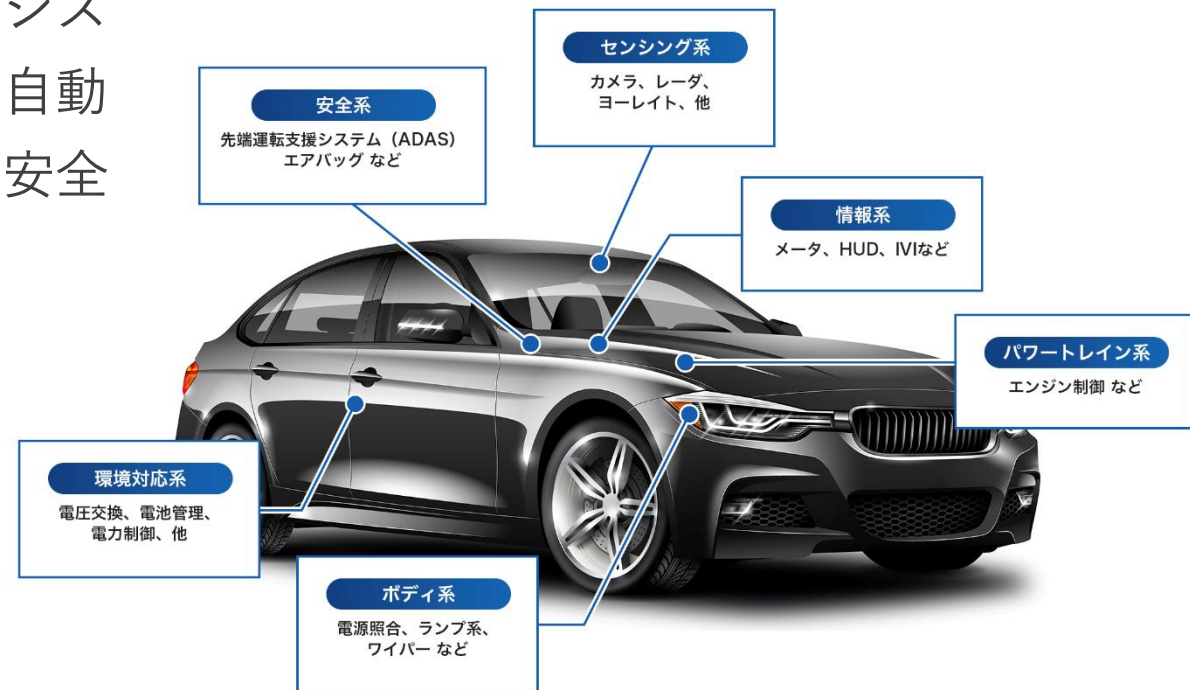 シス
自動
安全
センシング系
カメラ、レーダ、
ヨーレイト、他
安全系
先端運転支援システム（ADAS）
エアバッグ など
情報系
メータ、HUD、IVIなど
パワートレイン系
エンジン制御 など
環境対応系
電圧交換、電池管理、
電力制御、他
ボディ系
電源照合、ランプ系、
ワイパー など